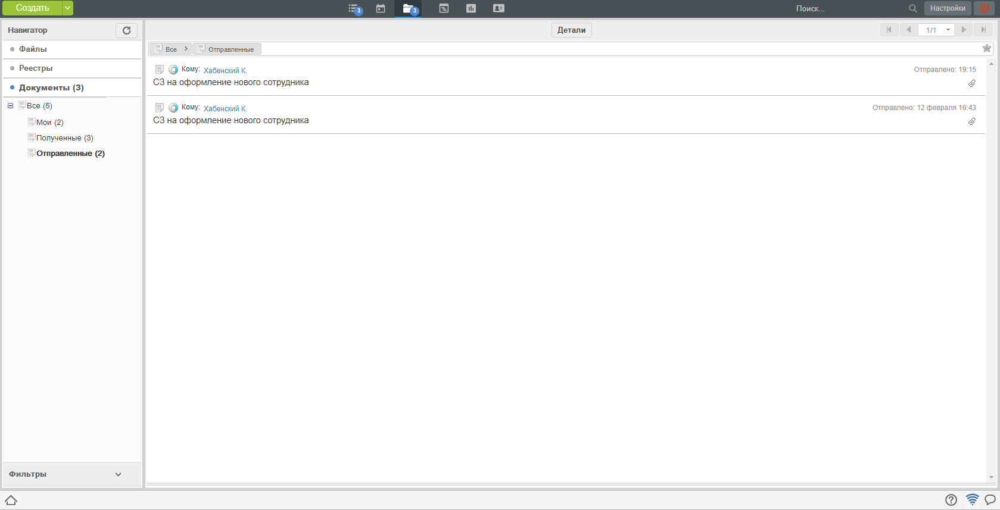 Создать
3
3
Поиск...
Настройки
Навигатор
Детали
1/1
Файлы
Все
Отправленные
Реестры
Кому: Хабенский К.
Отправлено: 19:15
СЗ на оформление нового сотрудника
Документы (3)
Все (5)
Кому: Хабенский К.
Отправлено: 12 февраля 16:43
СЗ на оформление нового сотрудника
Мои (2)
Полученные (3)
Отправленные (2)
Фильтры